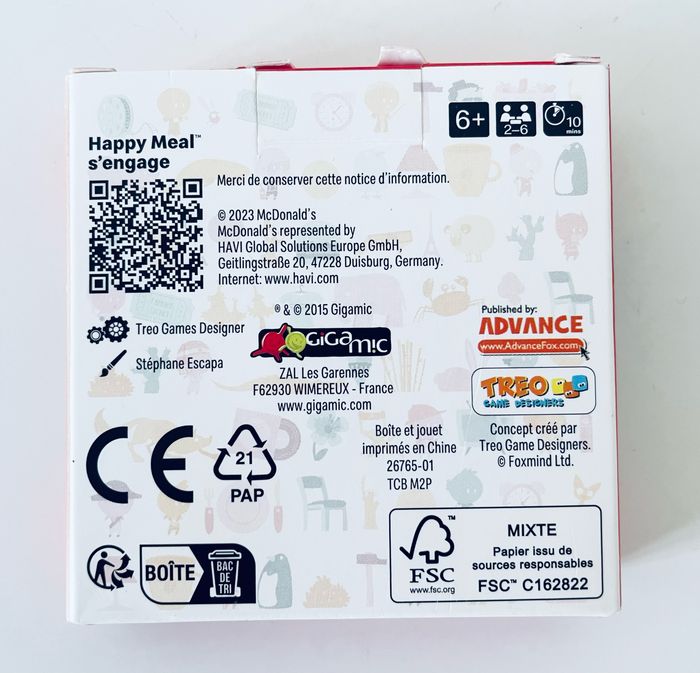 6+
2–6
10
mins
Happy Meal™
s'engage
Merci de conserver cette notice d'information.
© 2023 McDonald's
McDonald's represented by
HAVI Global Solutions Europe GmbH,
Geitlingstraße 20, 47228 Duisburg, Germany.
Internet: www.havi.com
Treo Games Designer
Stéphane Escapa
® & © 2015 Gigamic
GiGamic
ZAL Les Garennes
F62930 WIMEREUX - France
www.gigamic.com
Published by:
ADVANCE
www.AdvanceFox.com
TREO
GAME DESIGNERS
Boîte et jouet
imprimés en Chine
26765-01
TCB M2P
Concept créé par
Treo Game Designers.
© Foxmind Ltd.
CE
21
PAP
BOÎTE
BAC
DE
TRI
FSC
www.fsc.org
MIXTE
Papier issu de
sources responsables
FSC™ C162822